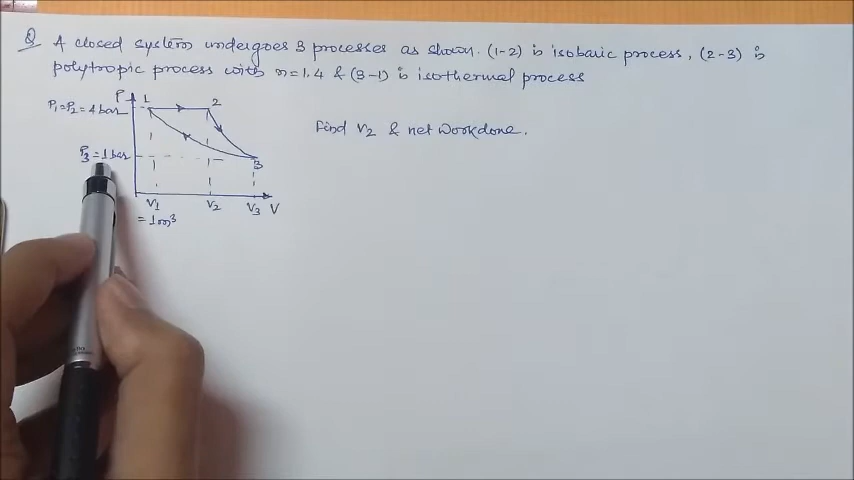 Q A closed system undergoes 3 processes as shown. (1-2) is isobaric process, (2-3) is
polytropic process with n=1.4 & (3-1) is isothermal process
P 1 2
P1=P2=4 bar
Find V2 & net Workdone.
P3=1 bar
3
V1 V2 V3 V
=1m3